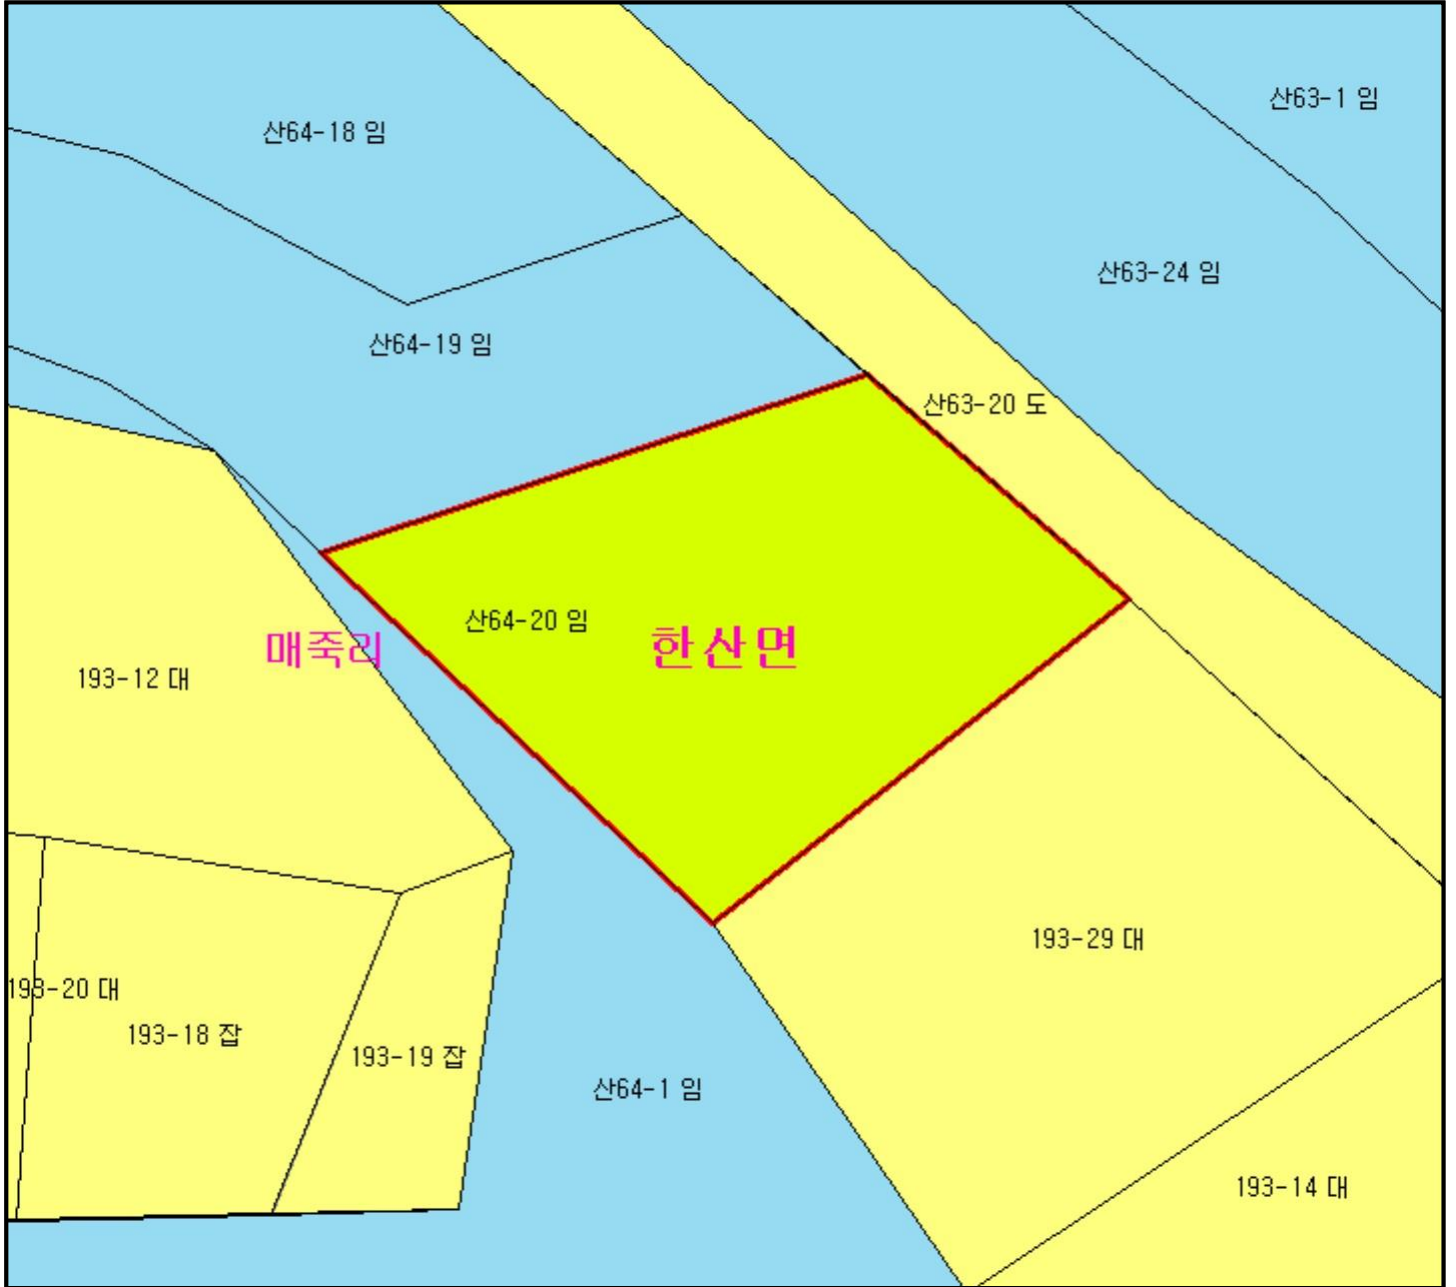 산63-1 임
산64-18 임
산63-24 임
산64-19 임
산63-20 도
산64-20 임
한산면
매죽리
193-12 대
193-29 대
193-20 대
193-18 잡
193-19 잡
산64-1 임
193-14 대